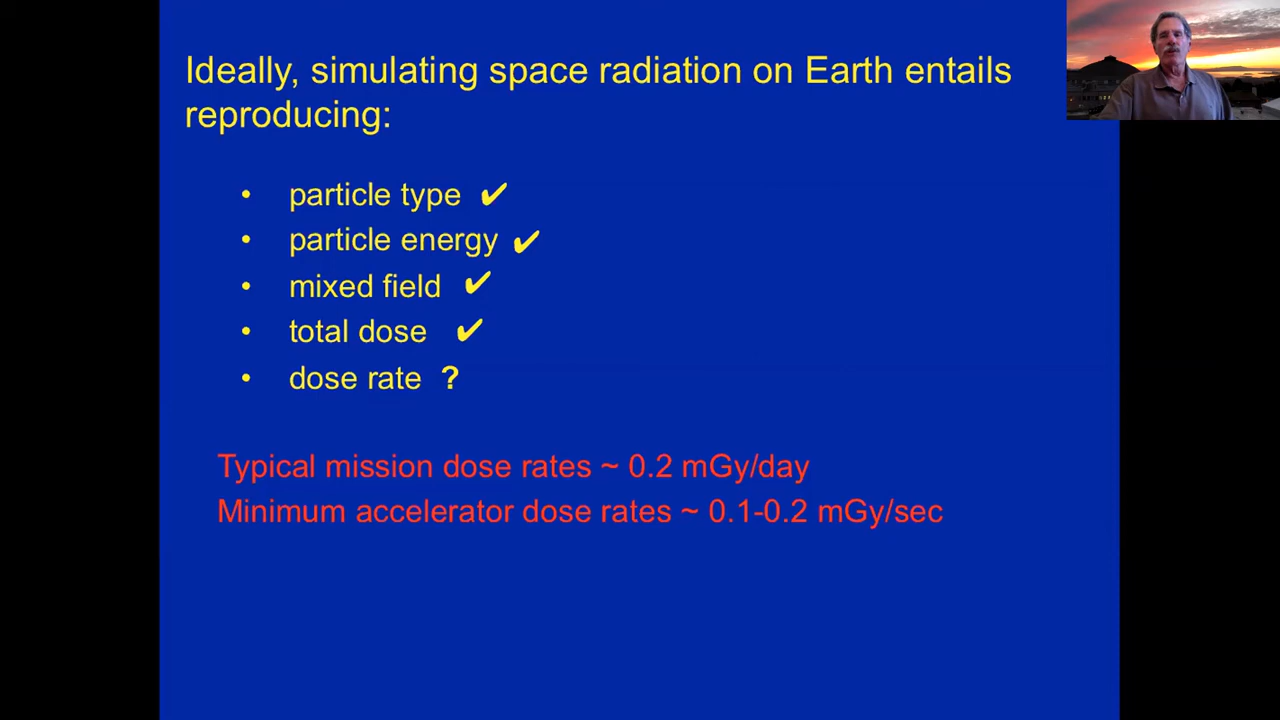 Ideally, simulating space radiation on Earth entails
reproducing:
• particle type ✔
• particle energy ✔
• mixed field ✔
• total dose ✔
• dose rate ?
Typical mission dose rates ~ 0.2 mGy/day
Minimum accelerator dose rates ~ 0.1-0.2 mGy/sec